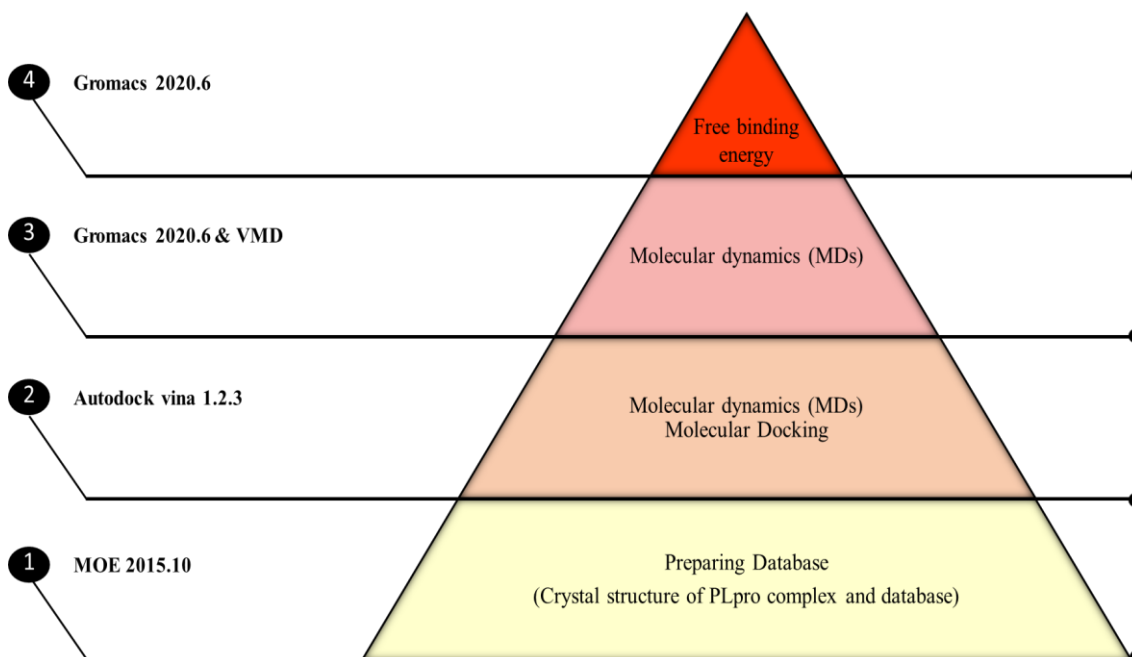 4 Gromacs 2020.6
Free binding
energy
3 Gromacs 2020.6 & VMD
Molecular dynamics (MDs)
2 Autodock vina 1.2.3
Molecular dynamics (MDs)
Molecular Docking
1 MOE 2015.10
Preparing Database
(Crystal structure of PLpro complex and database)